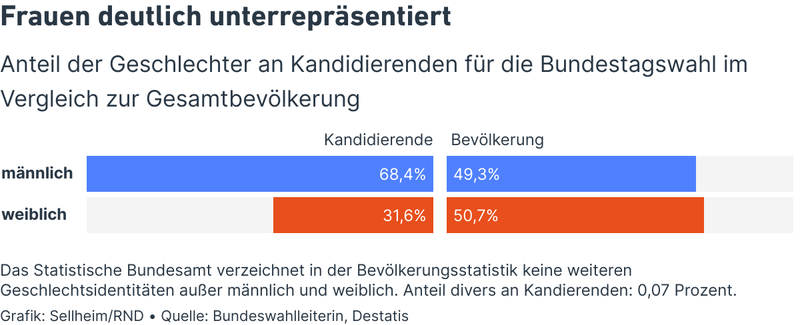 Frauen deutlich unterrepräsentiert
Anteil der Geschlechter an Kandidierenden für die Bundestagswahl im
Vergleich zur Gesamtbevölkerung
Kandidierende Bevölkerung
männlich 68,4% 49,3%
weiblich 31,6% 50,7%
Das Statistische Bundesamt verzeichnet in der Bevölkerungsstatistik keine weiteren
Geschlechtsidentitäten außer männlich und weiblich. Anteil divers an Kandierenden: 0,07 Prozent.
Grafik: Sellheim/RND • Quelle: Bundeswahlleiterin, Destatis